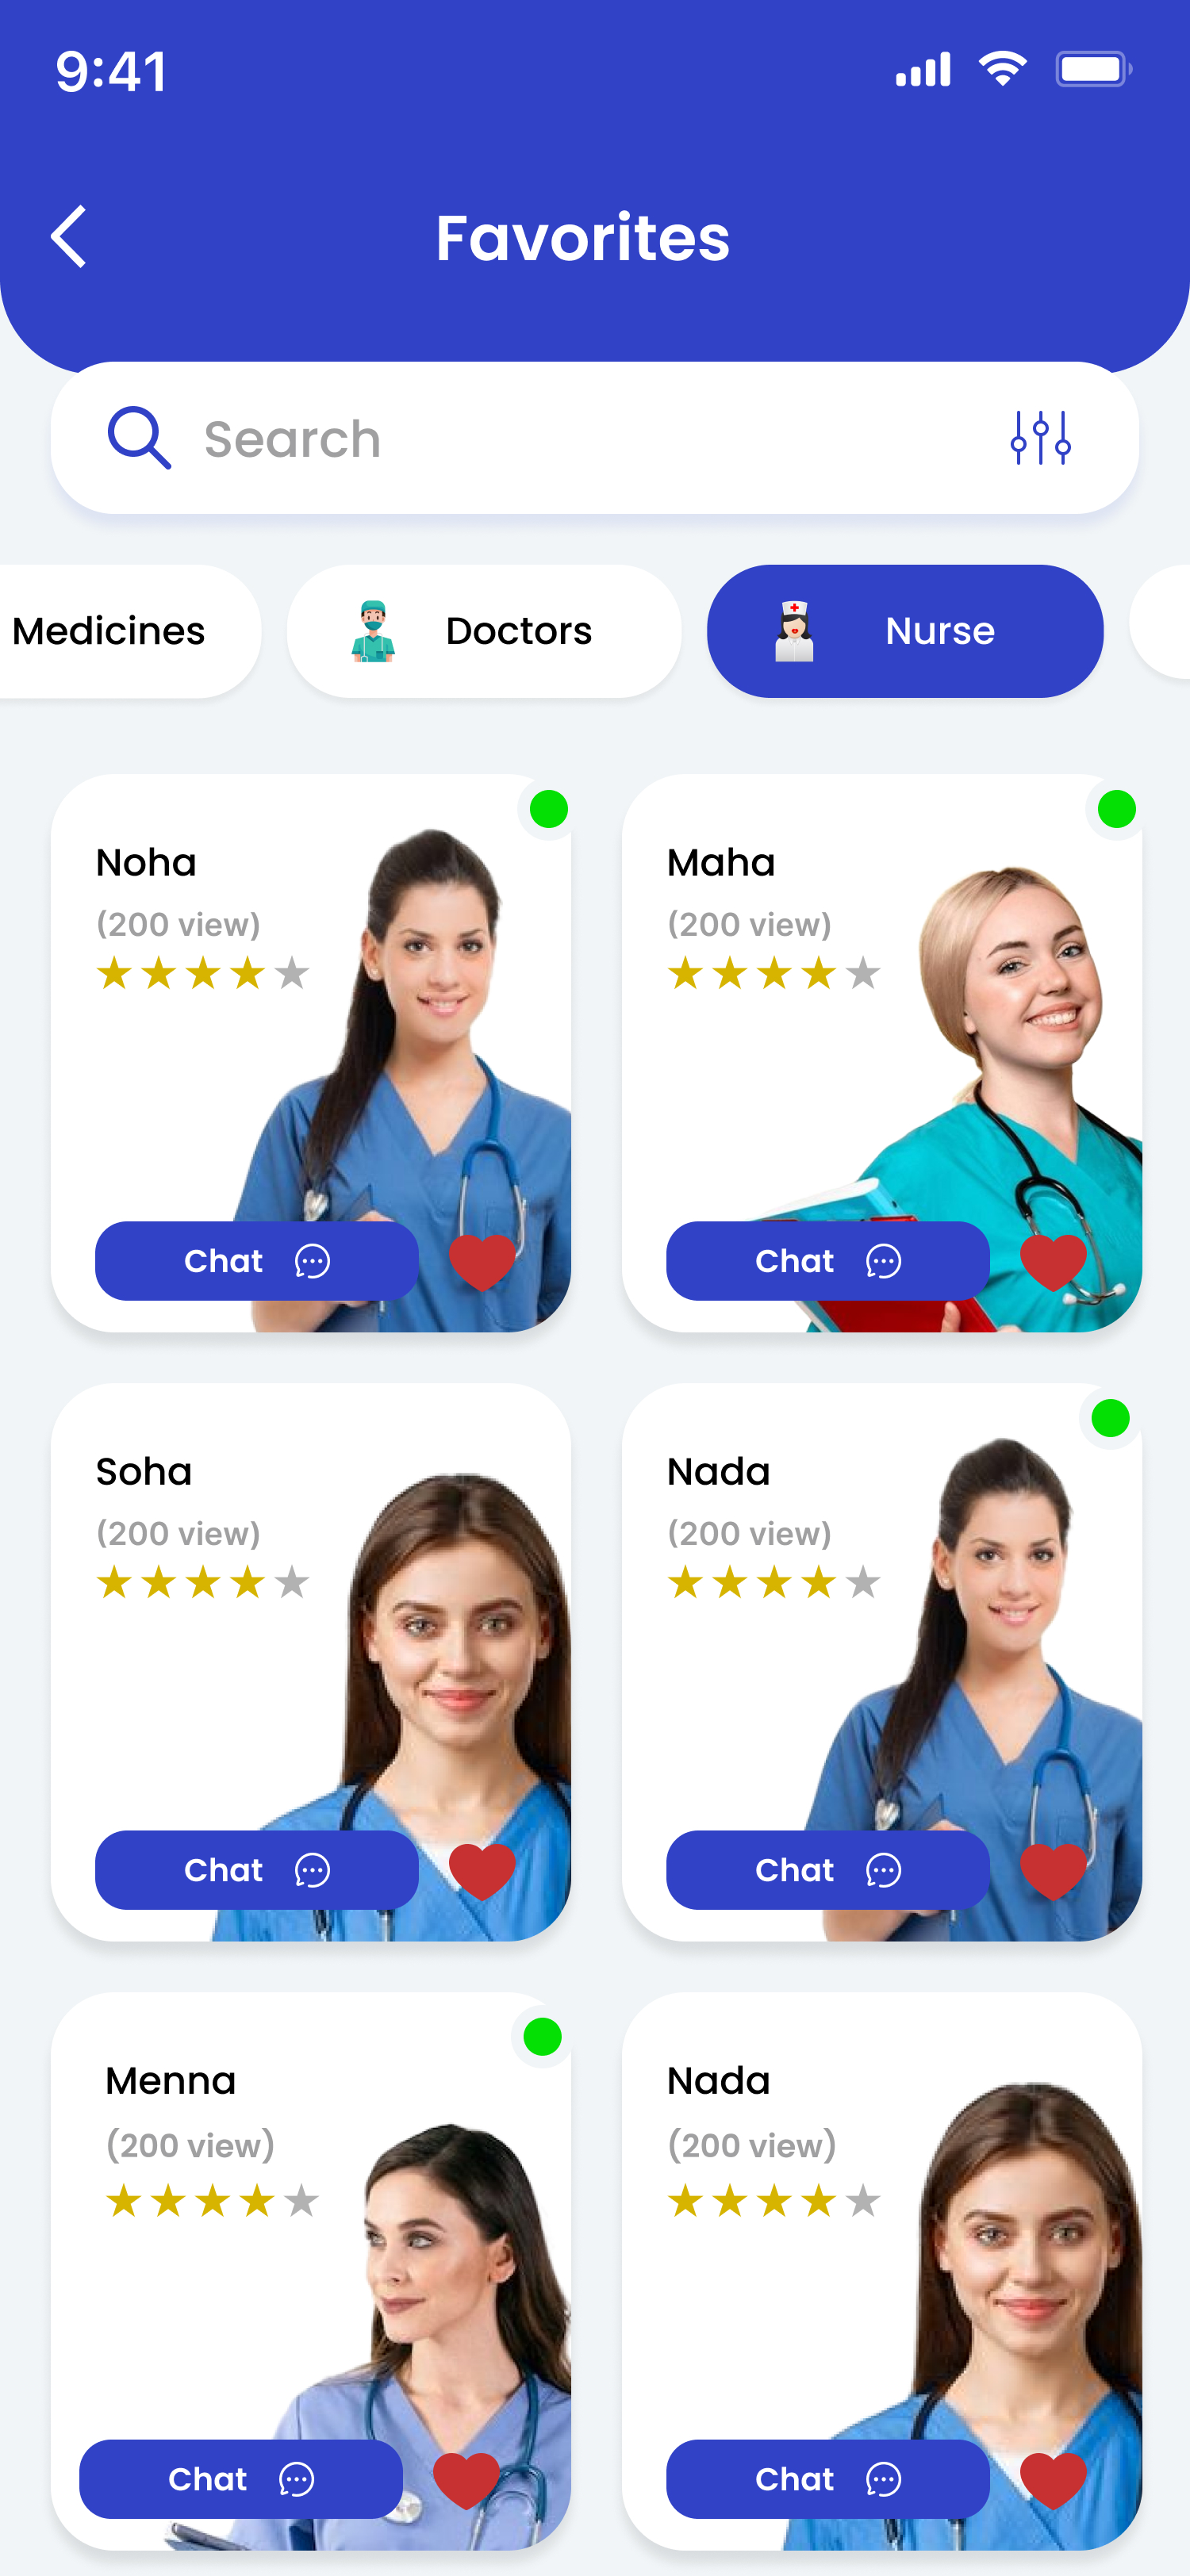 9:41
Favorites
Search
Medicines
Doctors
Nurse
Noha
(200 view)
Chat
Maha
(200 view)
Chat
Soha
(200 view)
Chat
Nada
(200 view)
Chat
Menna
(200 view)
Chat
Nada
(200 view)
Chat